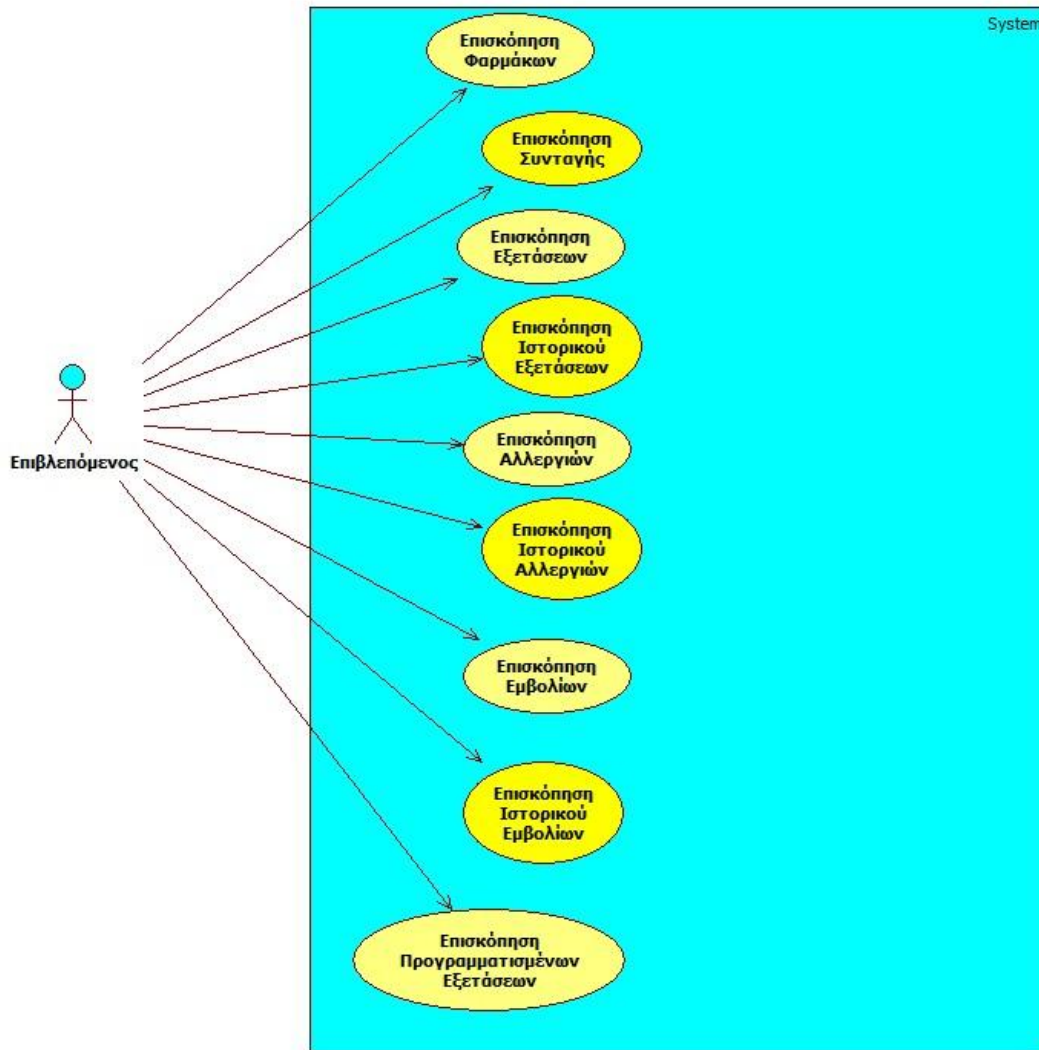 System
Επισκόπηση
Φαρμάκων
Επισκόπηση
Συνταγής
Επισκόπηση
Εξετάσεων
Επισκόπηση
Ιστορικού
Εξετάσεων
Επιβλεπόμενος
Επισκόπηση
Αλλεργιών
Επισκόπηση
Ιστορικού
Αλλεργιών
Επισκόπηση
Εμβολίων
Επισκόπηση
Ιστορικού
Εμβολίων
Επισκόπηση
Προγραμματισμένων
Εξετάσεων